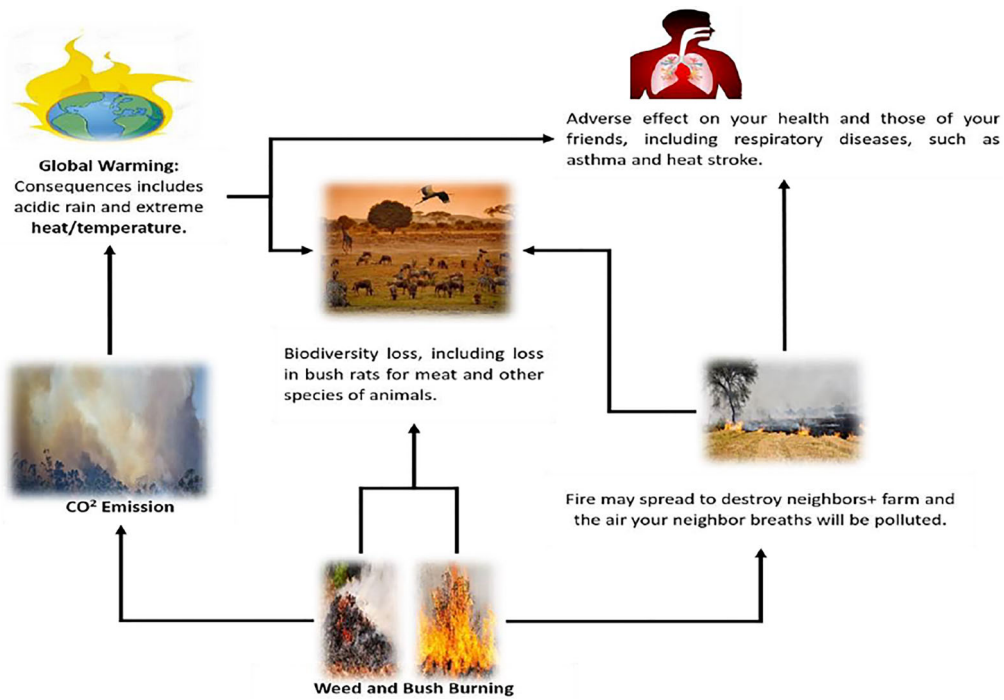 Adverse effect on your health and those of your
friends, including respiratory diseases, such as
asthma and heat stroke.
Global Warming:
Consequences includes
acidic rain and extreme
heat/temperature.
Biodiversity loss, including loss
in bush rats for meat and other
species of animals.
CO² Emission
Fire may spread to destroy neighbors+ farm and
the air your neighbor breaths will be polluted.
Weed and Bush Burning